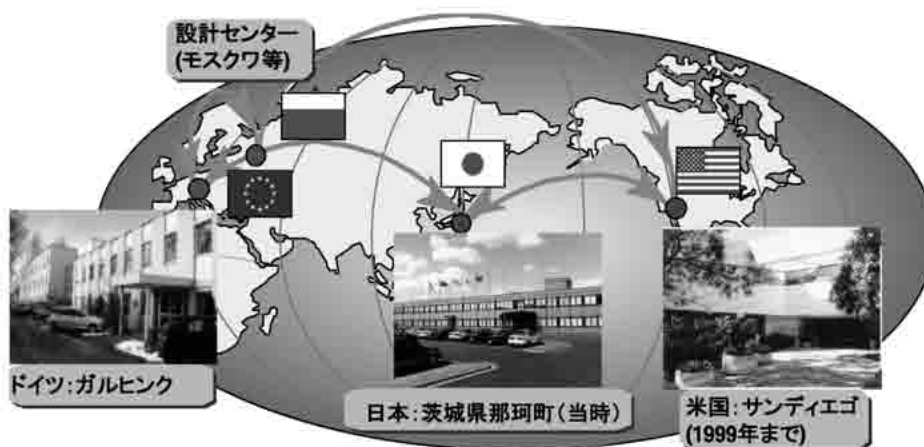 設計センター
(モスクワ等)
ドイツ:ガルヒンク
日本:茨城県那珂町(当時)
米国:サンディエゴ
(1999年まで)